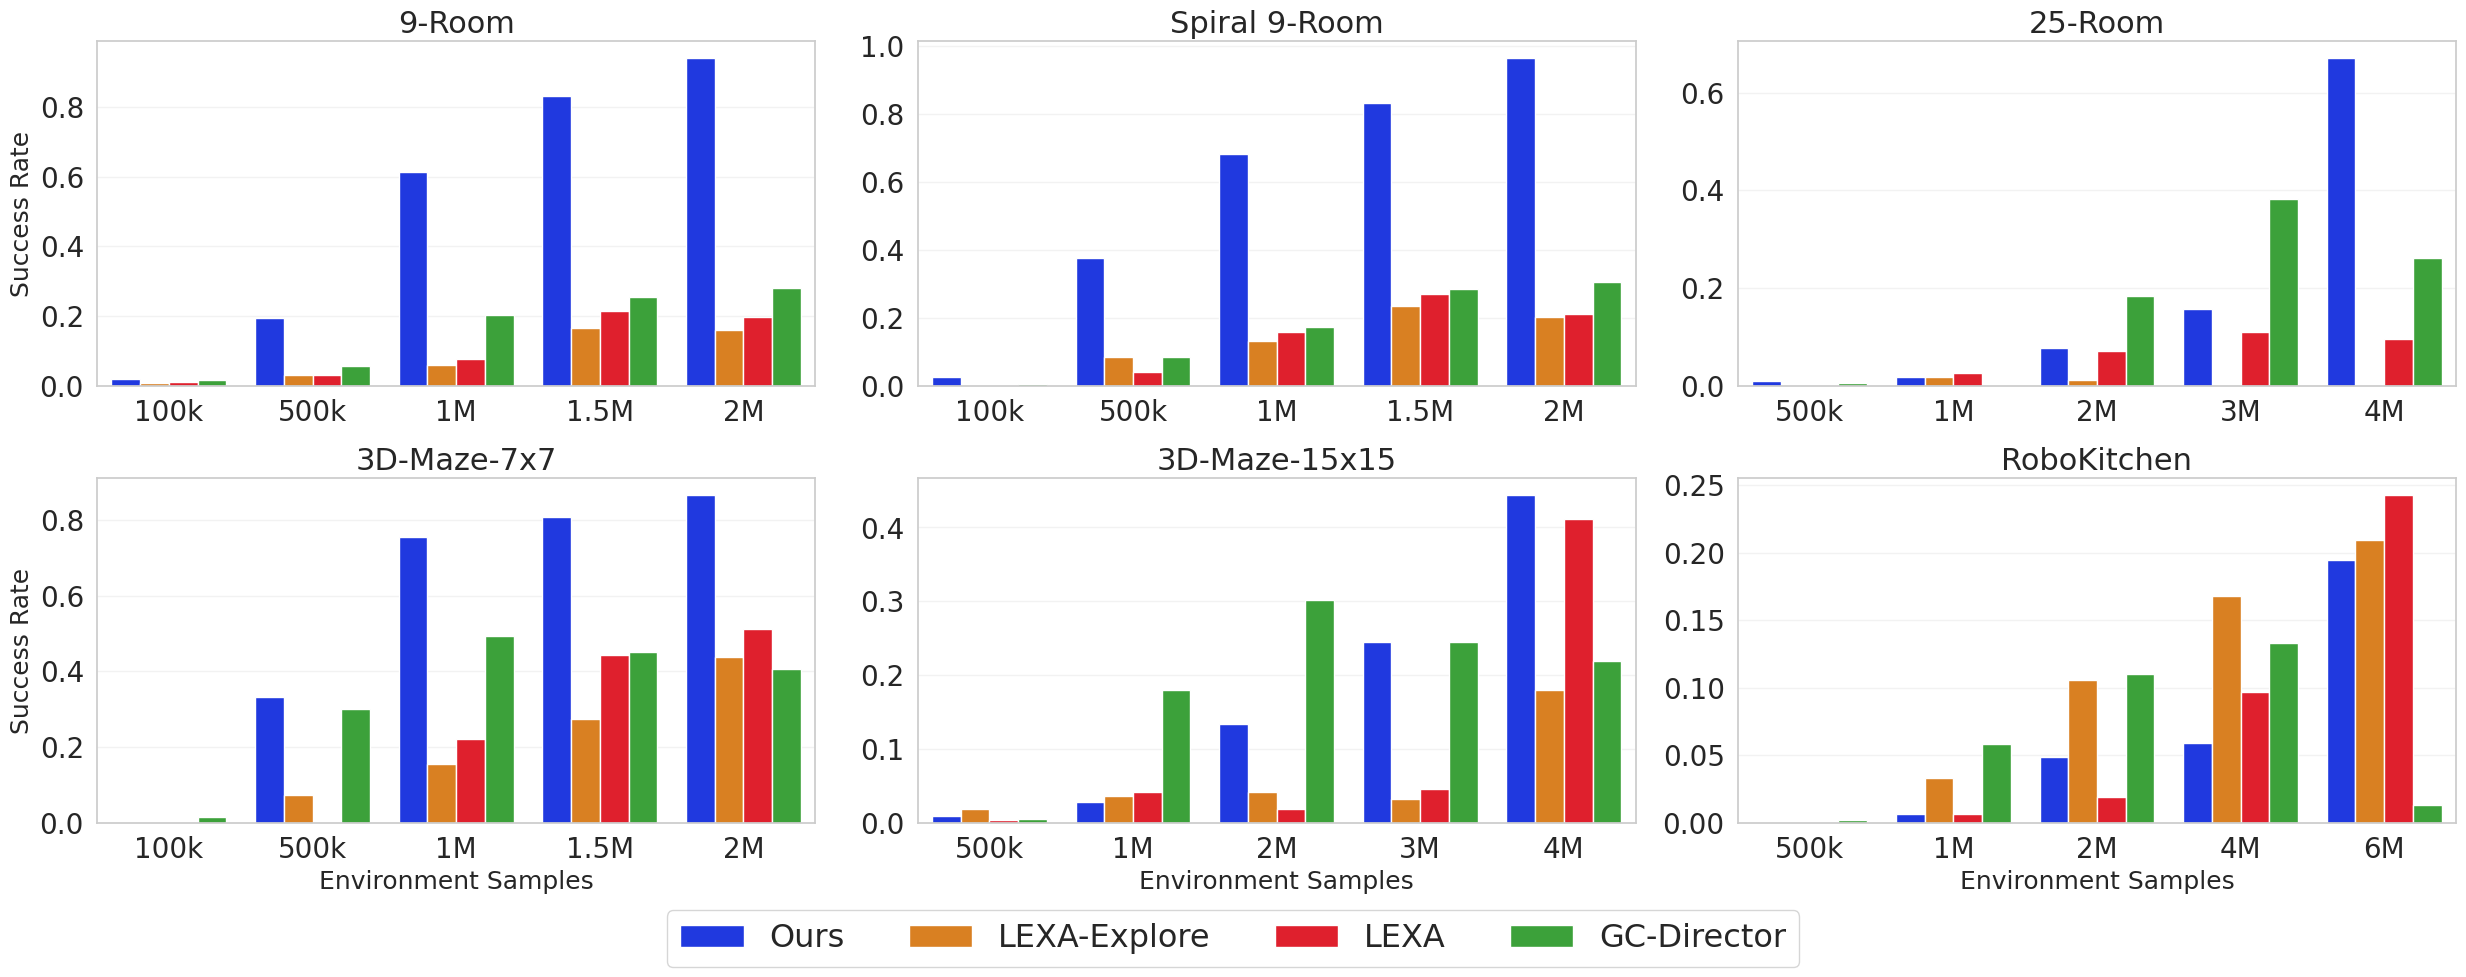 9-Room
Spiral 9-Room
25-Room
Success Rate
0.8
0.6
0.4
0.2
0.0
100k 500k 1M 1.5M 2M
1.0
0.8
0.6
0.4
0.2
0.0
100k 500k 1M 1.5M 2M
0.6
0.4
0.2
0.0
500k 1M 2M 3M 4M
3D-Maze-7x7
3D-Maze-15x15
RoboKitchen
Success Rate
0.8
0.6
0.4
0.2
0.0
100k 500k 1M 1.5M 2M
Environment Samples
0.4
0.3
0.2
0.1
0.0
500k 1M 2M 3M 4M
Environment Samples
0.25
0.20
0.15
0.10
0.05
0.00
500k 1M 2M 4M 6M
Environment Samples
Ours LEXA-Explore LEXA GC-Director